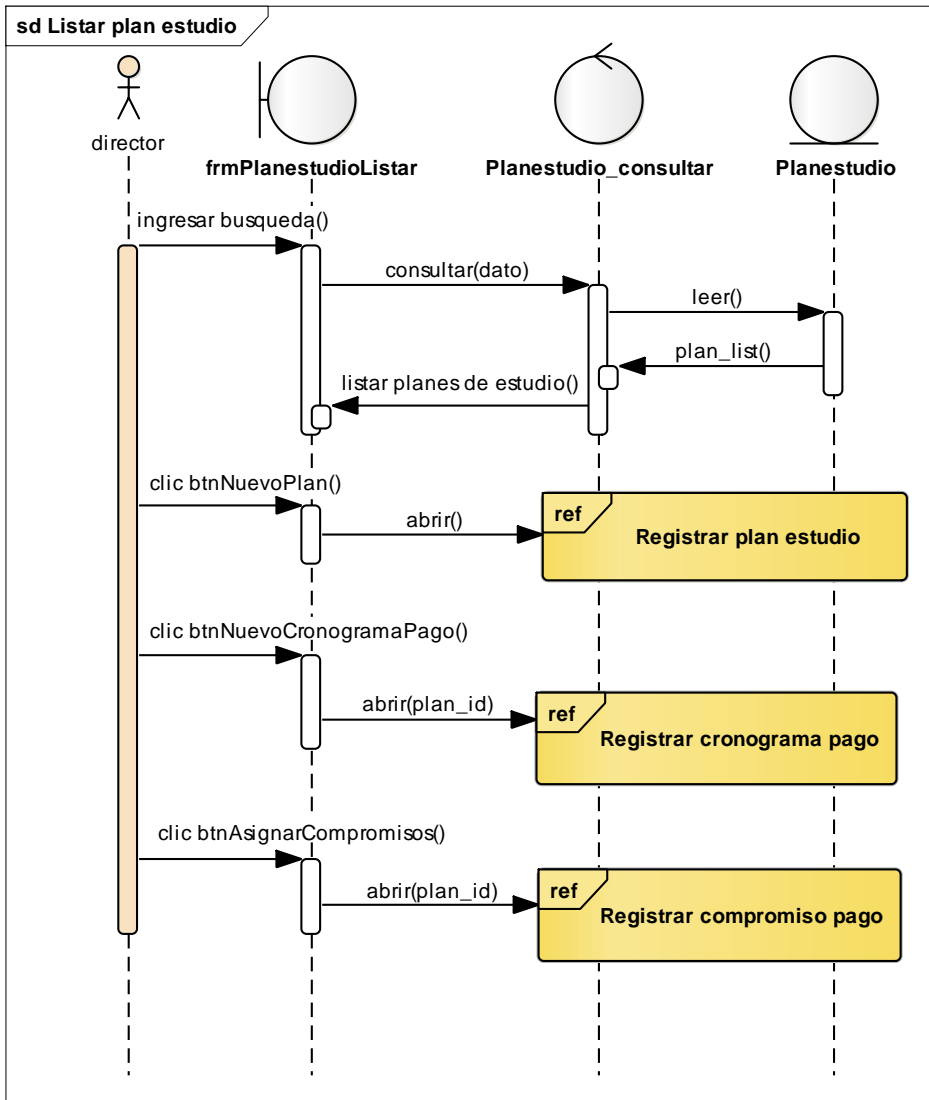 sd Listar plan estudio
director
frmPlanestudioListar
Planestudio_consultar
Planestudio
ingresar busqueda()
consultar(dato)
leer()
plan_list()
listar planes de estudio()
clic btnNuevoPlan()
abrir()
ref
Registrar plan estudio
clic btnNuevoCronogramaPago()
abrir(plan_id)
ref
Registrar cronograma pago
clic btnAsignarCompromisos()
abrir(plan_id)
ref
Registrar compromiso pago